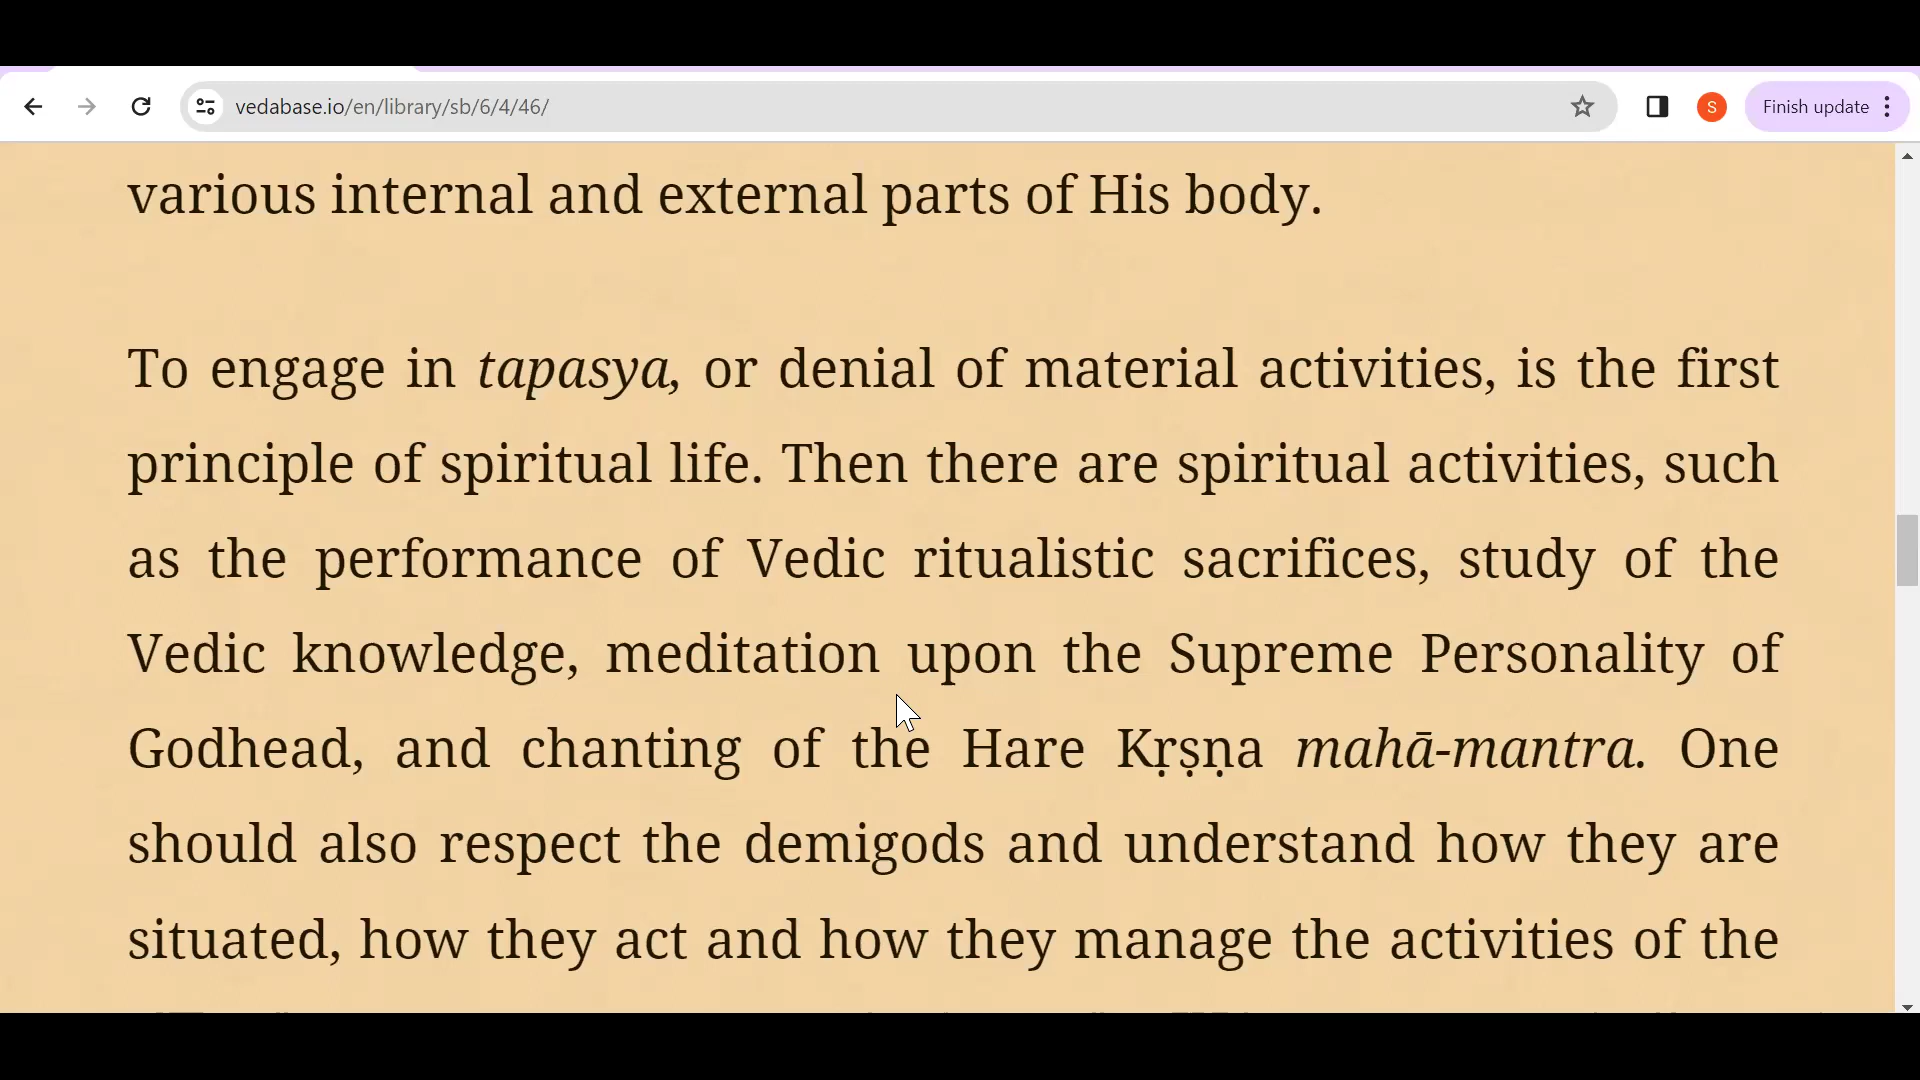 vedabase.io/en/library/sb/6/4/46/
S
Finish update
various internal and external parts of His body.
To engage in tapasya, or denial of material activities, is the first
principle of spiritual life. Then there are spiritual activities, such
as the performance of Vedic ritualistic sacrifices, study of the
Vedic knowledge, meditation upon the Supreme Personality of
Godhead, and chanting of the Hare Kṛṣṇa mahā-mantra. One
should also respect the demigods and understand how they are
situated, how they act and how they manage the activities of the